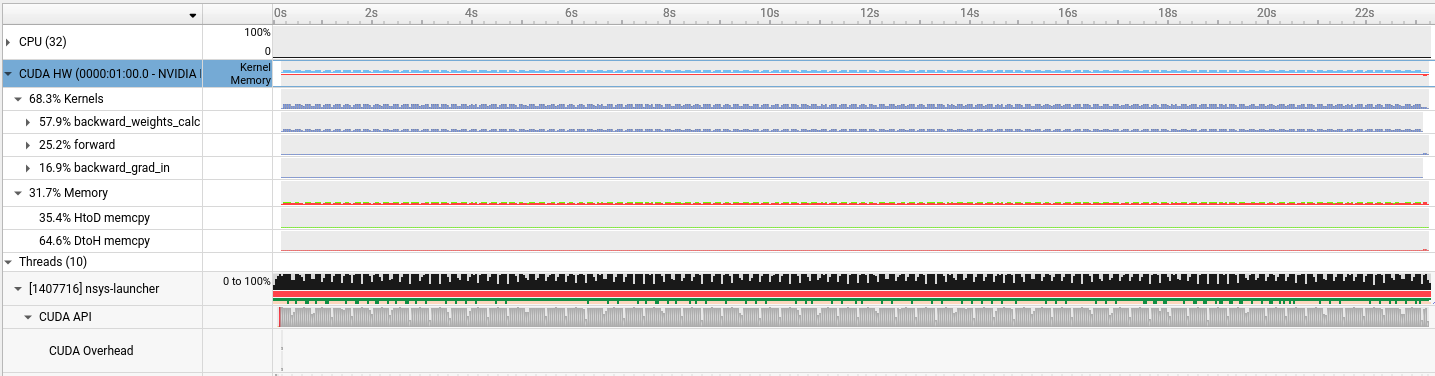 0s 2s 4s 6s 8s 10s 12s 14s 16s 18s 20s 22s
CPU (32) 100%
0
CUDA HW (0000:01:00.0 - NVIDIA Kernel
Memory
68.3% Kernels
57.9% backward_weights_calc
25.2% forward
16.9% backward_grad_in
31.7% Memory
35.4% HtoD memcpy
64.6% DtoH memcpy
Threads (10)
[1407716] nsys-launcher 0 to 100%
CUDA API
CUDA Overhead